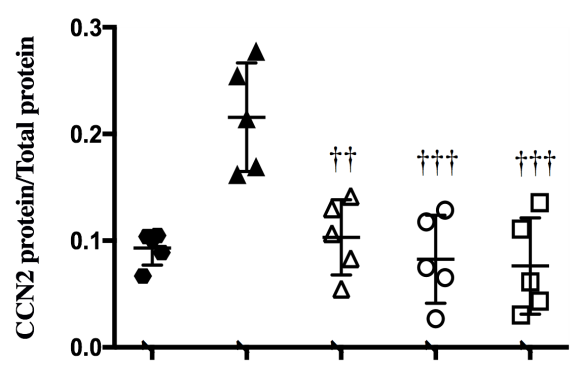 CCN2 protein/Total protein
0.3
0.2
0.1
0.0
†† ††† †††